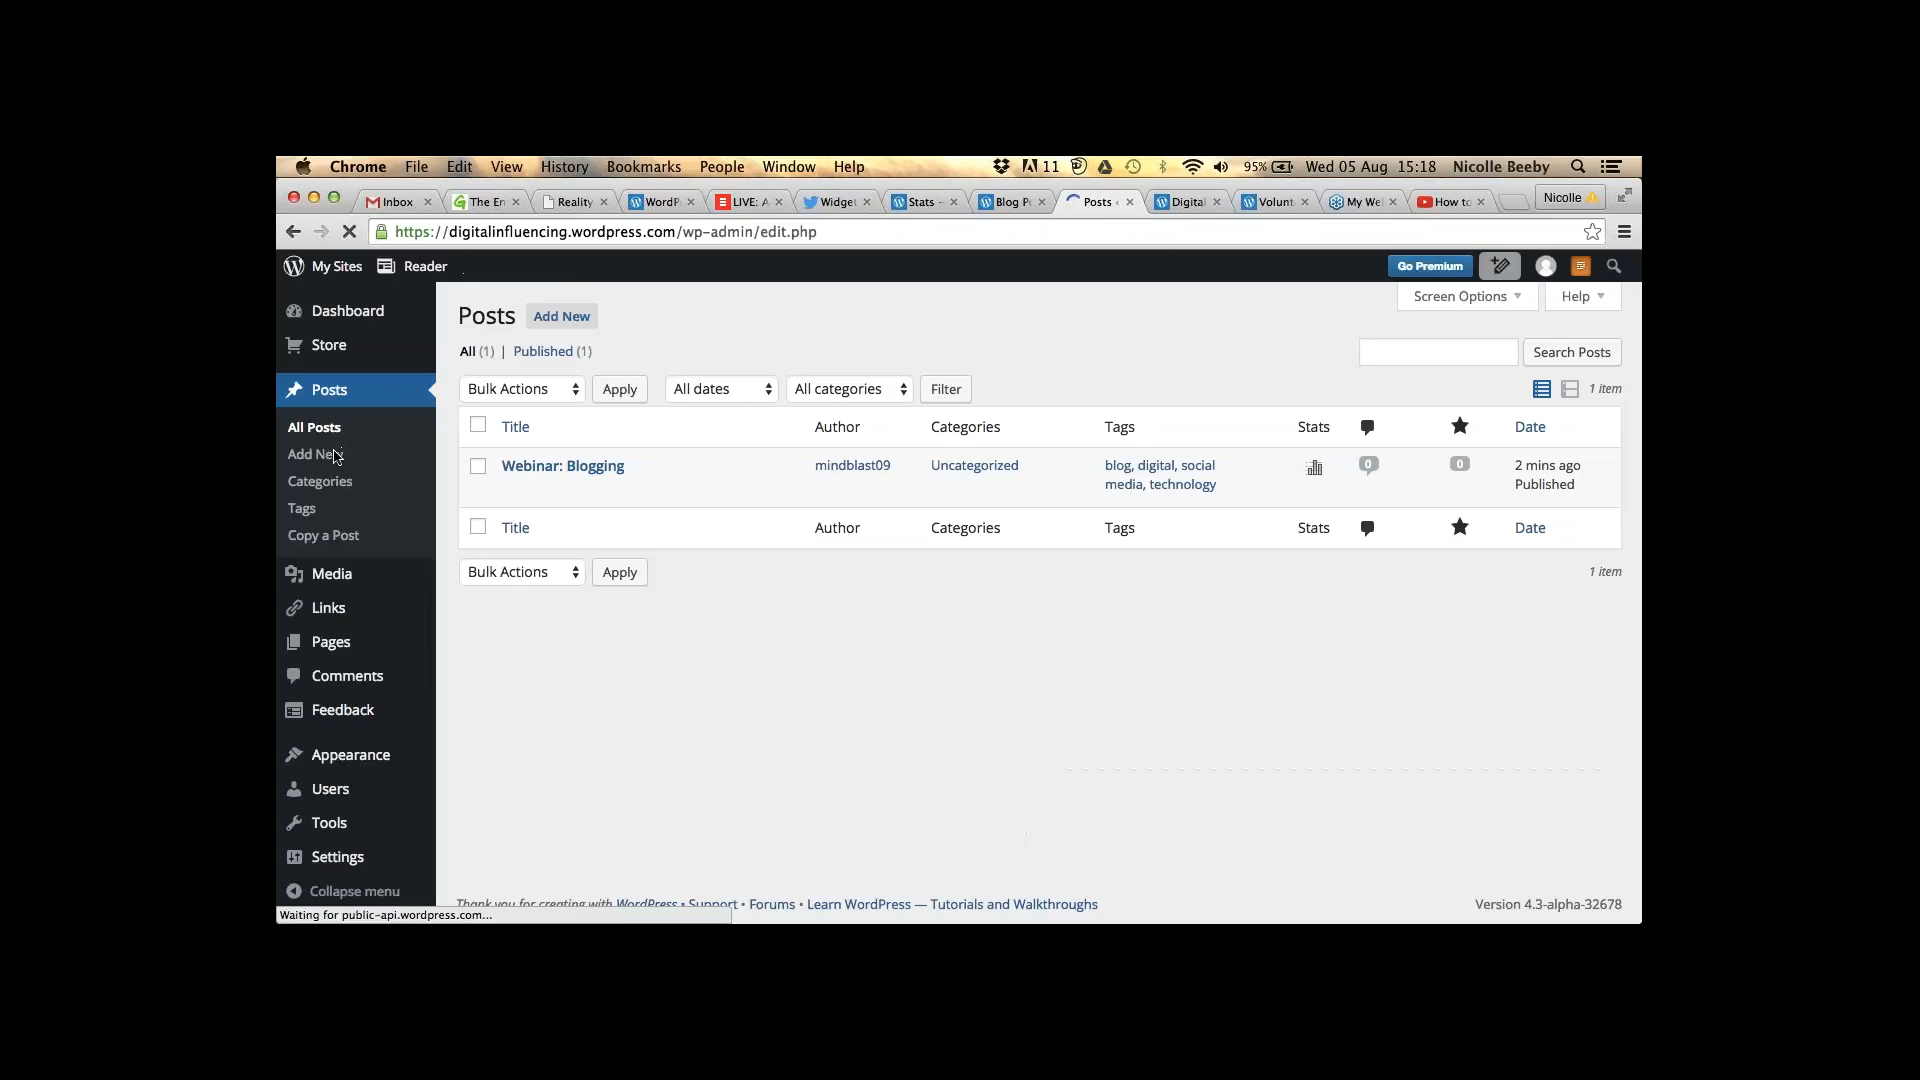 Chrome File Edit View History Bookmarks People Window Help 11 95% Wed 05 Aug 15:18 Nicolle Beeby
Inbox The En Reality WordP LIVE: A Widge Stats - Blog Po Posts Digital Volunt My We How to Nicolle
https://digitalinfluencing.wordpress.com/wp-admin/edit.php
My Sites Reader Go Premium
Dashboard
Store
Posts
All Posts
Add New
Categories
Tags
Copy a Post
Media
Links
Pages
Comments
Feedback
Appearance
Users
Tools
Settings
Collapse menu
Screen Options Help
Posts Add New
All (1) | Published (1)
Search Posts
Bulk Actions Apply All dates All categories Filter 1 item
Title Author Categories Tags Stats Date
Webinar: Blogging mindblast09 Uncategorized blog, digital, social 0 0 2 mins ago
media, technology Published
Title Author Categories Tags Stats Date
Bulk Actions Apply 1 item
Thank you for creating with WordPress • Support • Forums • Learn WordPress — Tutorials and Walkthroughs Version 4.3-alpha-32678
Waiting for public-api.wordpress.com...